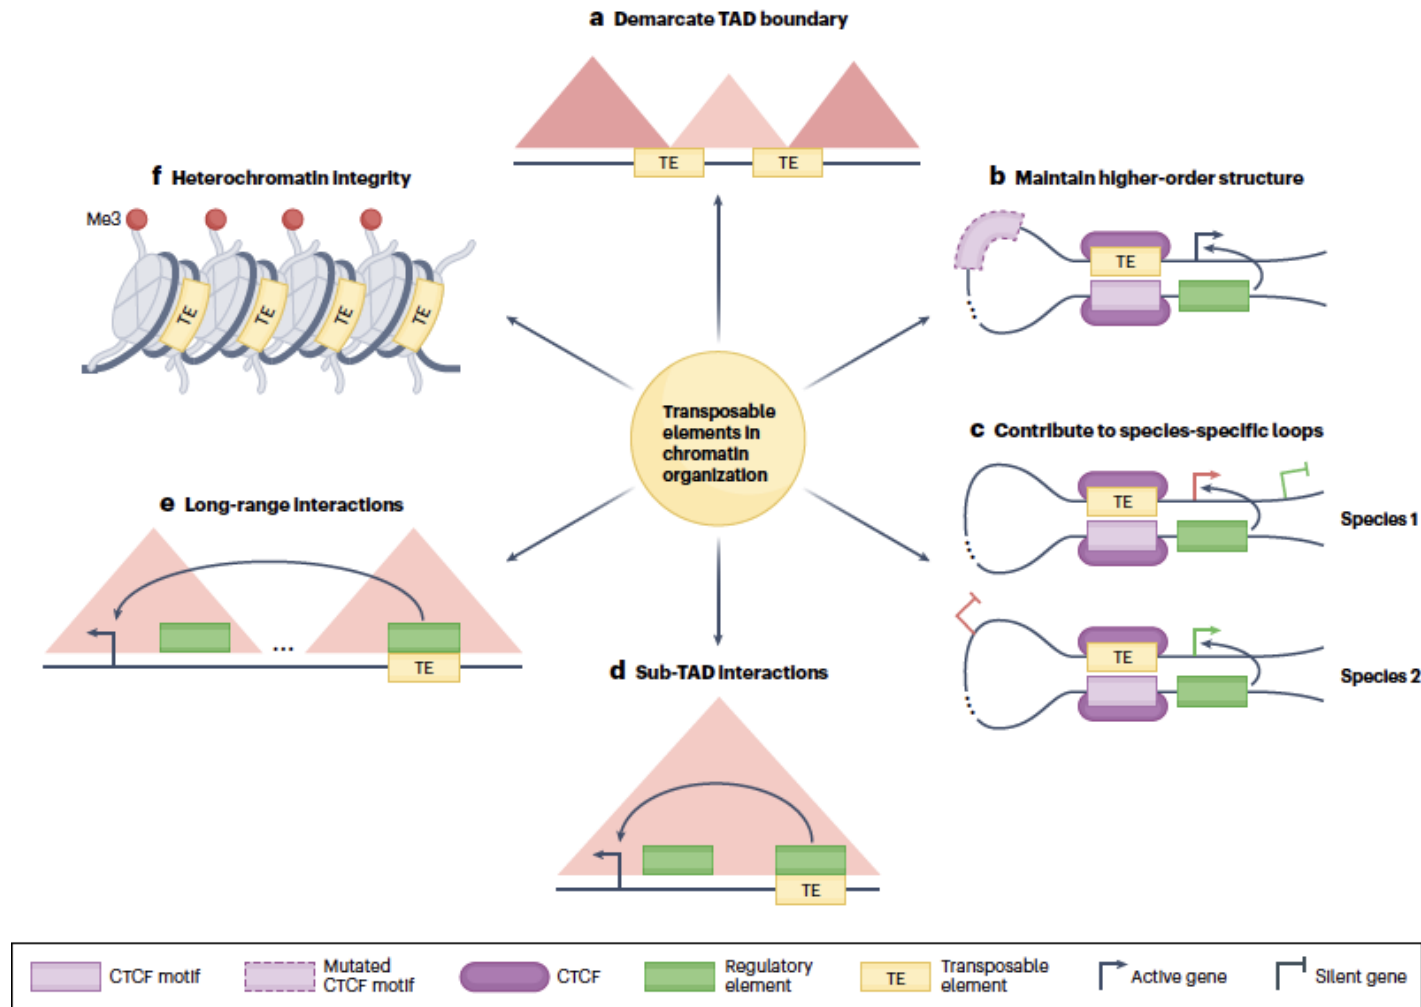 a Demarcate TAD boundary
TE
TE
f Heterochromatin integrity
Me3
TE
TE
TE
TE
b Maintain higher-order structure
TE
Transposable
elements in
chromatin
organization
c Contribute to species-specific loops
TE
Species 1
TE
Species 2
e Long-range interactions
...
TE
d Sub-TAD interactions
TE
CTCF motif
Mutated
CTCF motif
CTCF
Regulatory
element
TE
Transposable
element
Active gene
Silent gene